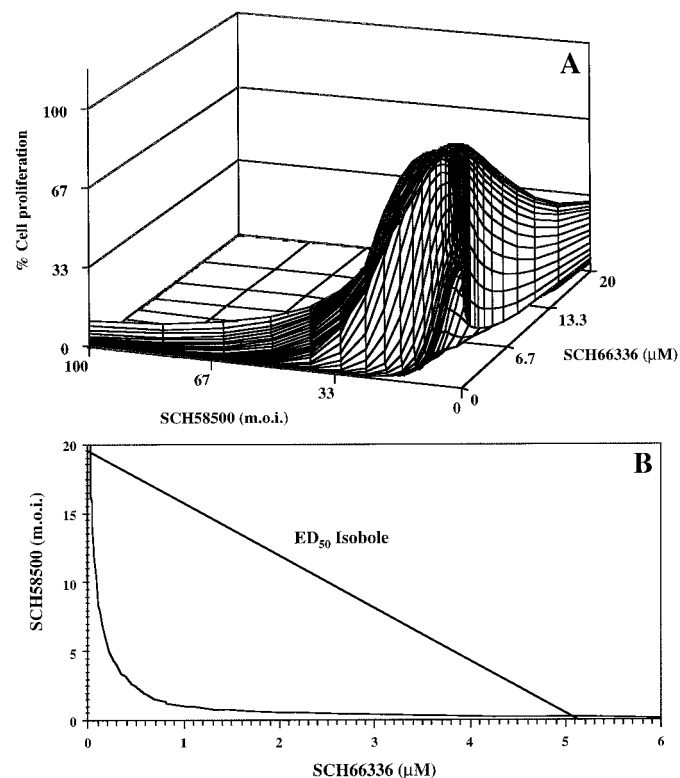 A
% Cell proliferation
100
67
33
0
100
67
33
0
SCH58500 (m.o.i.)
0
6.7
13.3
20
SCH66336 (μM)
B
SCH58500 (m.o.i.)
20
15
10
5
0
ED50 Isobole
0 1 2 3 4 5 6
SCH66336 (μM)